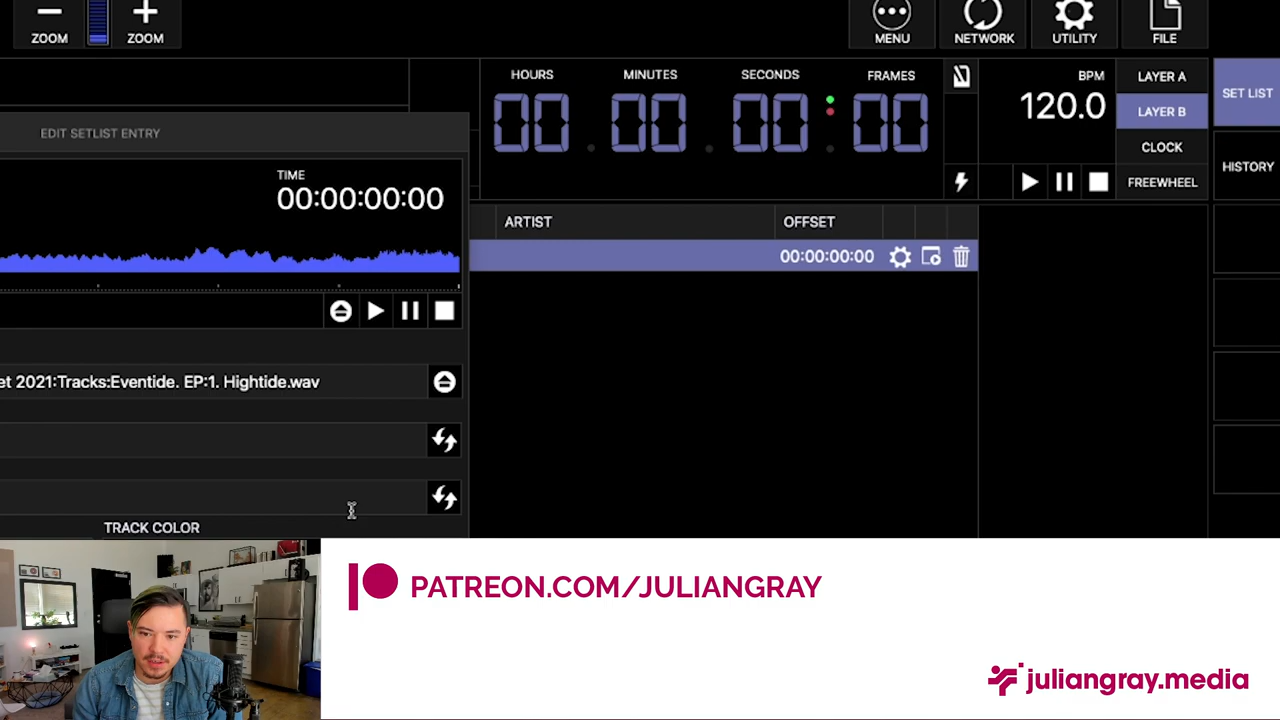 ZOOM
ZOOM
MENU
NETWORK
UTILITY
FILE
HOURS
MINUTES
SECONDS
FRAMES
00.00.00:00
BPM
120.0
LAYER A
LAYER B
CLOCK
FREEWHEEL
SET LIST
HISTORY
EDIT SETLIST ENTRY
TIME
00:00:00:00
ARTIST
OFFSET
00:00:00:00
et 2021:Tracks:Eventide. EP:1. Hightide.wav
TRACK COLOR
PATREON.COM/JULIANGRAY
juliangray.media